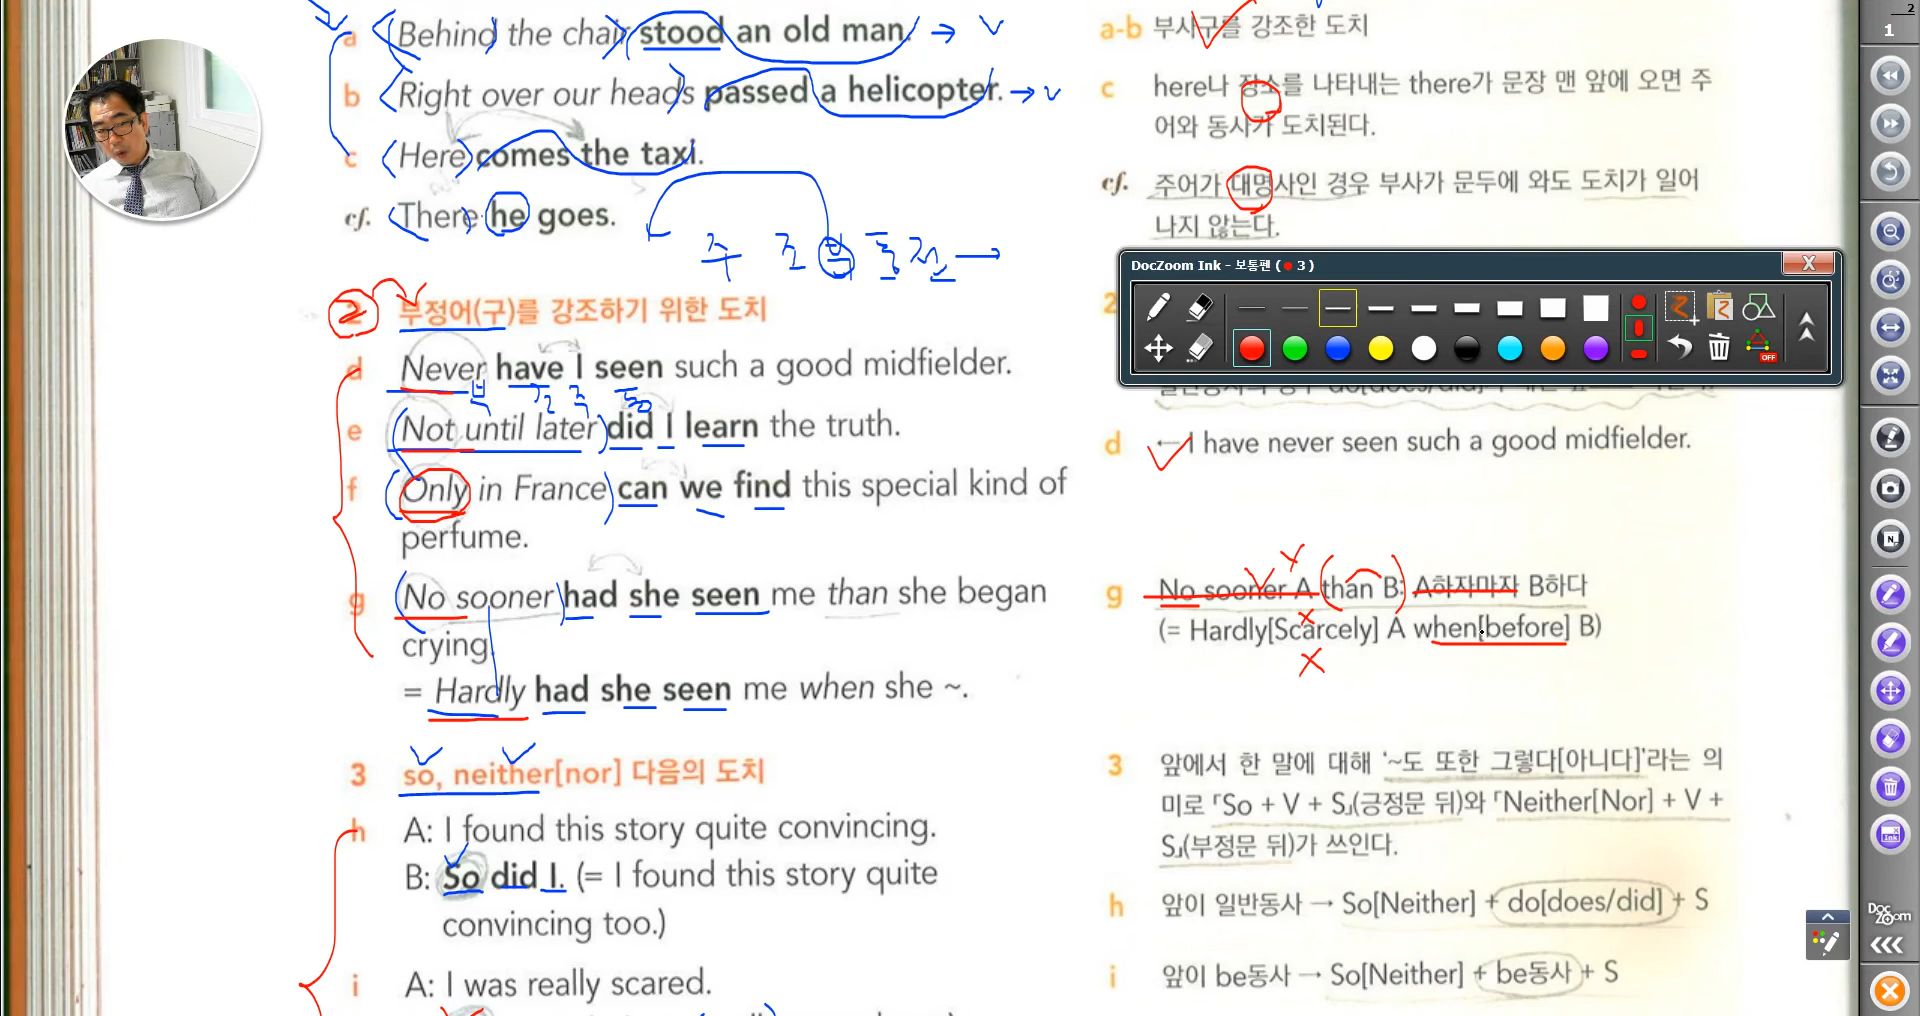 a Behind the chair stood an old man. → v
b Right over our heads passed a helicopter. → v
c Here comes the taxi.
cf. There he goes.
주 조 부 동 전 →
2 부정어(구)를 강조하기 위한 도치
d Never have I seen such a good midfielder.
부 조 주 동
e Not until later did I learn the truth.
f Only in France can we find this special kind of
perfume.
g No sooner had she seen me than she began
crying.
= Hardly had she seen me when she ~.
3 so, neither[nor] 다음의 도치
h A: I found this story quite convincing.
B: So did I. (= I found this story quite
convincing too.)
i A: I was really scared.
a-b 부사구를 강조한 도치
c here나 장소를 나타내는 there가 문장 맨 앞에 오면 주
어와 동사가 도치된다.
cf. 주어가 대명사인 경우 부사가 문두에 와도 도치가 일어
나지 않는다.
2
DocZoom Ink - 보통펜 ( 3 )
X
OFF
d ← I have never seen such a good midfielder.
g No sooner A than B: A하자마자 B하다
(= Hardly[Scarcely] A when[before] B)
3 앞에서 한 말에 대해 '~도 또한 그렇다[아니다]'라는 의
미로 「So + V + S」(긍정문 뒤)와 「Neither[Nor] + V +
S」(부정문 뒤)가 쓰인다.
h 앞이 일반동사 → So[Neither] + do[does/did] + S
i 앞이 be동사 → So[Neither] + be동사 + S
2
1
N
Ink
Doc
Zoom